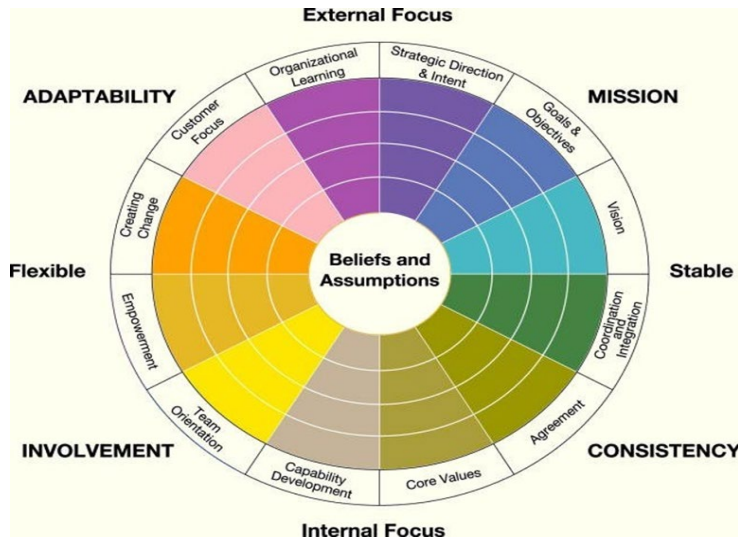 External Focus
Organizational
Learning
Strategic Direction
& Intent
ADAPTABILITY
MISSION
Customer
Focus
Goals &
Objectives
Creating
Change
Vision
Flexible
Beliefs and
Assumptions
Stable
Empowerment
Coordination
and
Integration
Team
Orientation
Agreement
INVOLVEMENT
CONSISTENCY
Capability
Development
Core Values
Internal Focus